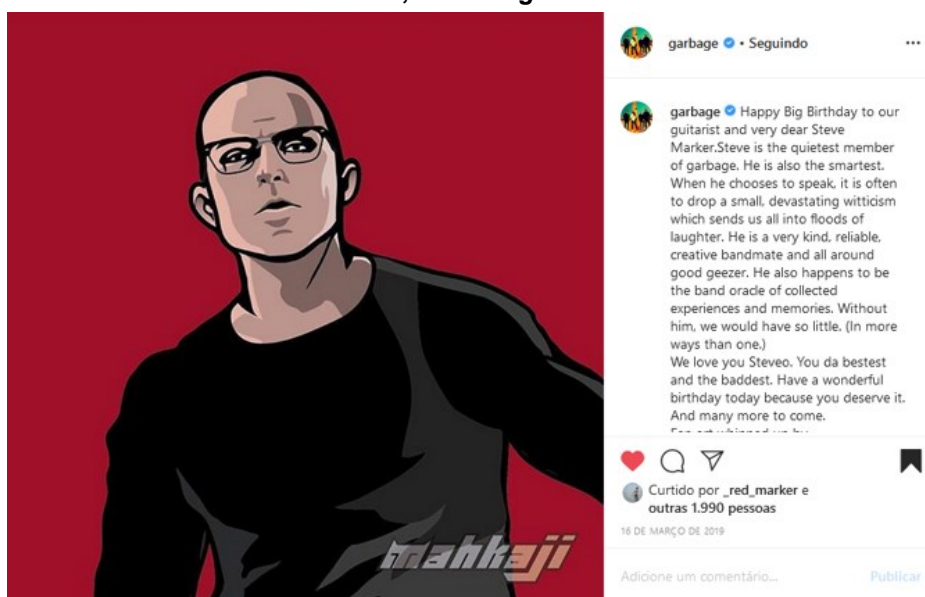 garbage • Seguindo
garbage Happy Big Birthday to our
guitarist and very dear Steve
Marker.Steve is the quietest member
of garbage. He is also the smartest.
When he chooses to speak, it is often
to drop a small, devastating witticism
which sends us all into floods of
laughter. He is a very kind, reliable,
creative bandmate and all around
good geezer. He also happens to be
the band oracle of collected
experiences and memories. Without
him, we would have so little. (In more
ways than one.)
We love you Steveo. You da bestest
and the baddest. Have a wonderful
birthday today because you deserve it.
And many more to come.
Curtido por _red_marker e
outras 1.990 pessoas
16 DE MARÇO DE 2019
Adicione um comentário... Publicar
mahkaji